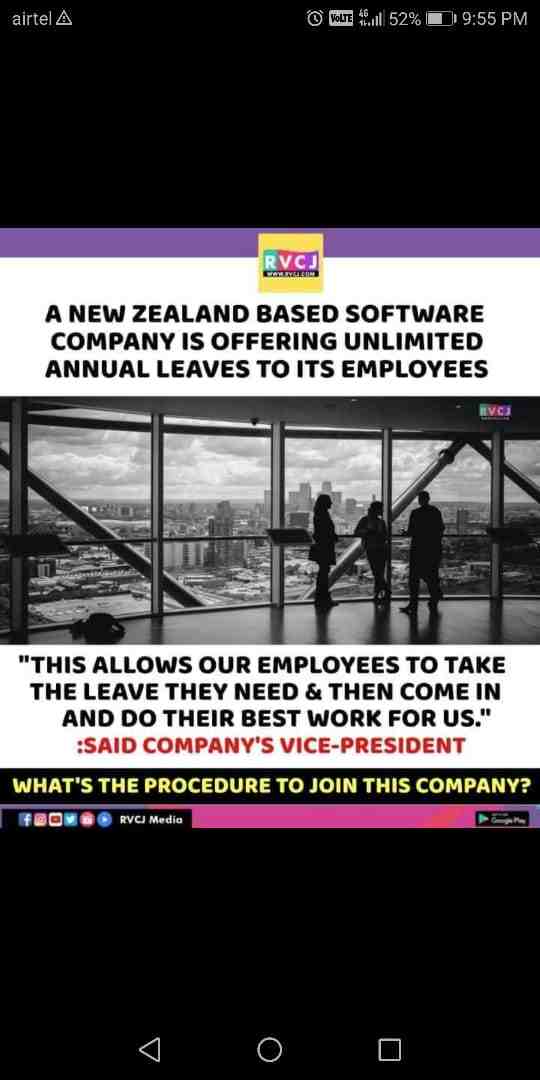 airtel
VoLTE 4G 52% 9:55 PM
RVCJ
WWW.RVCJ.COM
A NEW ZEALAND BASED SOFTWARE
COMPANY IS OFFERING UNLIMITED
ANNUAL LEAVES TO ITS EMPLOYEES
RVCJ
"THIS ALLOWS OUR EMPLOYEES TO TAKE
THE LEAVE THEY NEED & THEN COME IN
AND DO THEIR BEST WORK FOR US."
:SAID COMPANY'S VICE-PRESIDENT
WHAT'S THE PROCEDURE TO JOIN THIS COMPANY?
RVCJ Media
Google Play